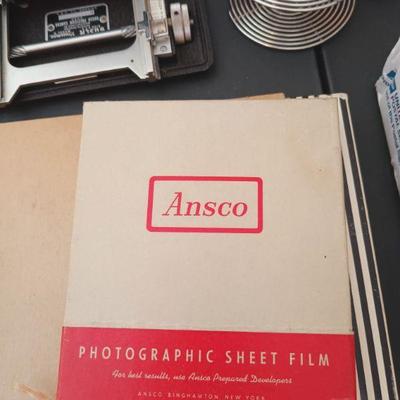 Ansco
PHOTOGRAPHIC SHEET FILM
For best results, use Ansco Prepared Developers
ANSCO, BINGHAMTON, NEW YORK